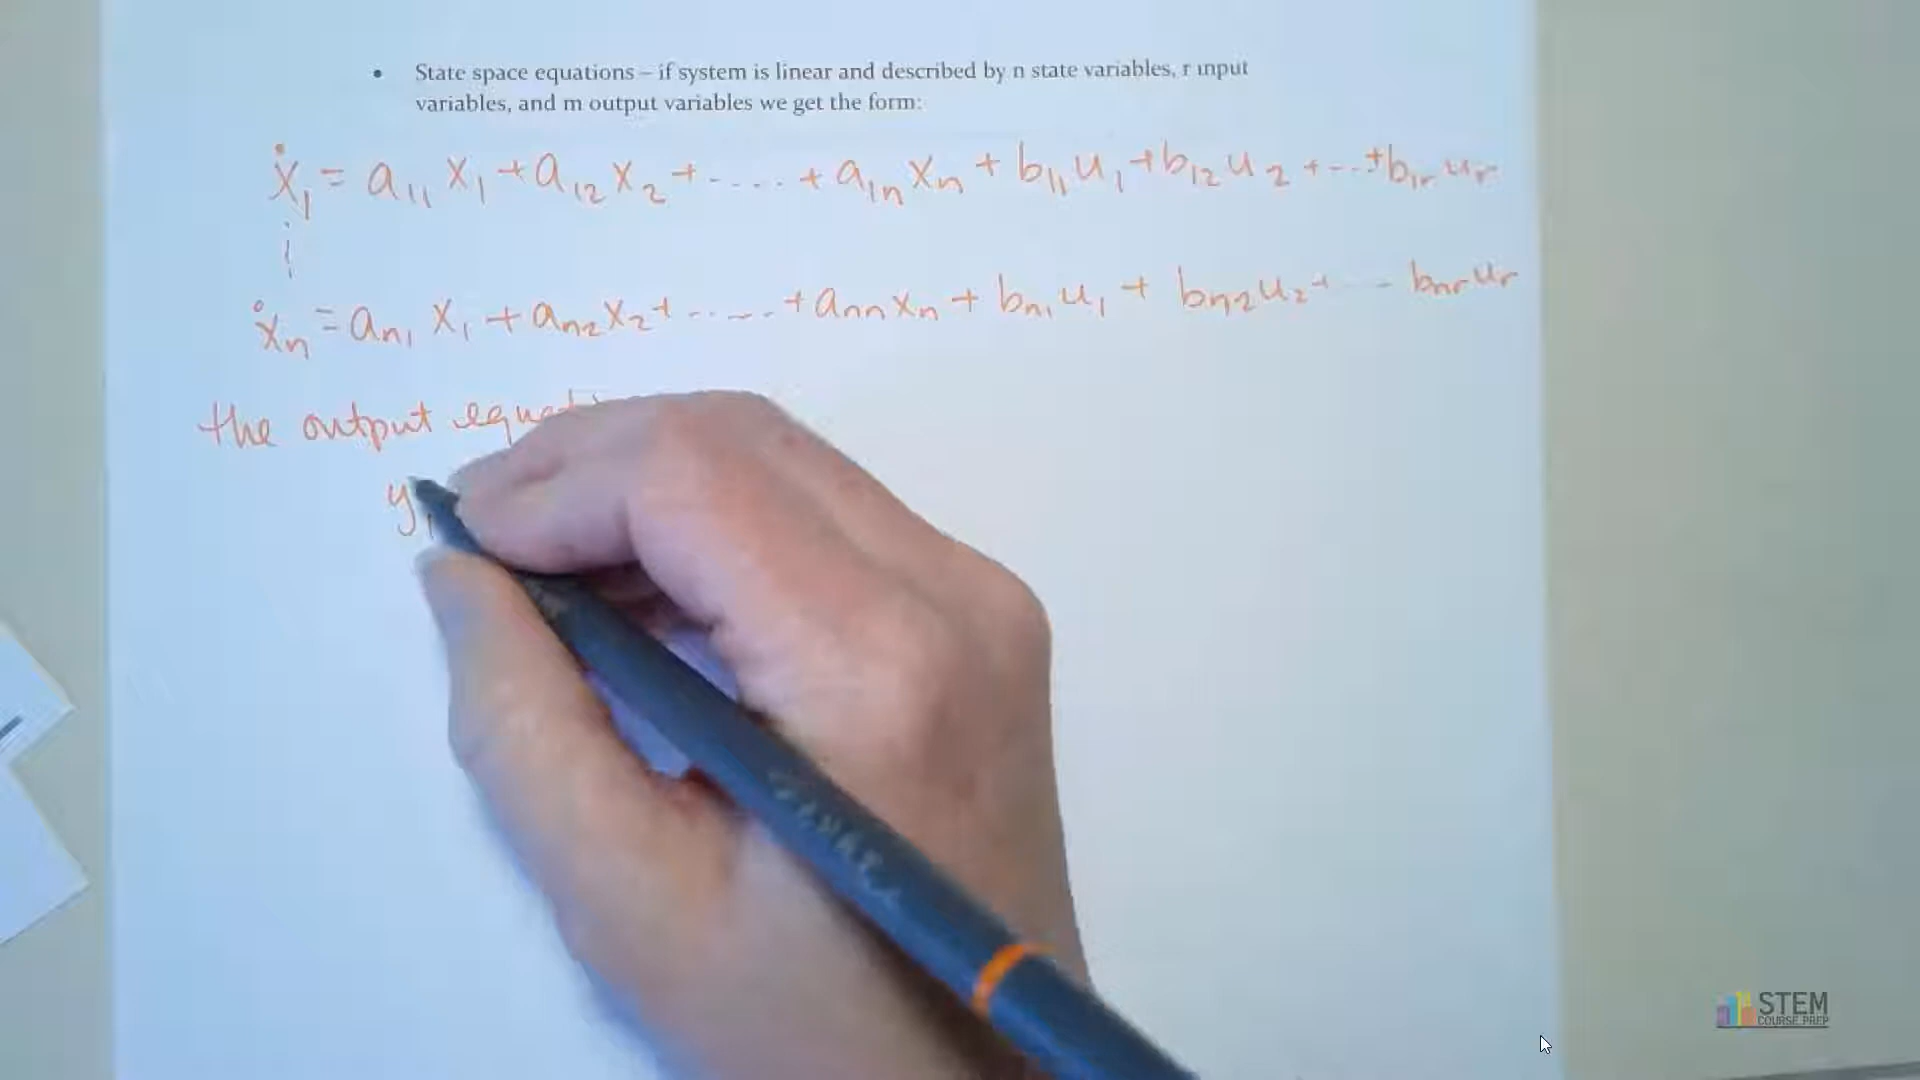 • State space equations – if system is linear and described by n state variables, r input
variables, and m output variables we get the form:
ẋ₁ = a₁₁ x₁ + a₁₂ x₂ + ..... + a₁ₙ xₙ + b₁₁ u₁ + b₁₂ u₂ + --- + b₁ᵣ uᵣ
⋮
ẋₙ = aₙ₁ x₁ + aₙ₂ x₂ + ...... + aₙₙ xₙ + bₙ₁ u₁ + bₙ₂ u₂ + --- bₙᵣ uᵣ
the output
y₁
STEM
COURSE PREP